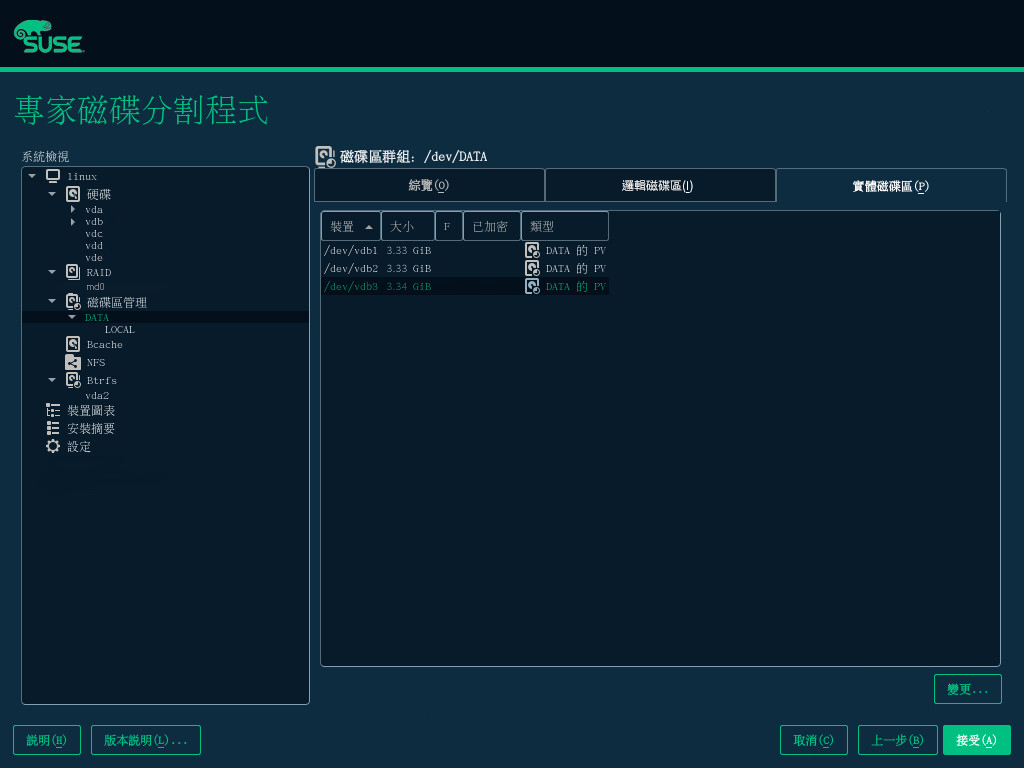 SUSE
專家磁碟分割程式
系統檢視
linux
硬碟
vda
vdb
vdc
vdd
vde
RAID
md0
磁碟區管理
DATA
LOCAL
Bcache
NFS
Btrfs
vda2
裝置圖表
安裝摘要
設定
磁碟區群組: /dev/DATA
綜覽(O) 邏輯磁碟區(l) 實體磁碟區(P)
裝置 大小 F 已加密 類型
/dev/vdb1 3.33 GiB DATA 的 PV
/dev/vdb2 3.33 GiB DATA 的 PV
/dev/vdb3 3.34 GiB DATA 的 PV
變更...
說明(H) 版本說明(L)... 取消(C) 上一步(B) 接受(A)